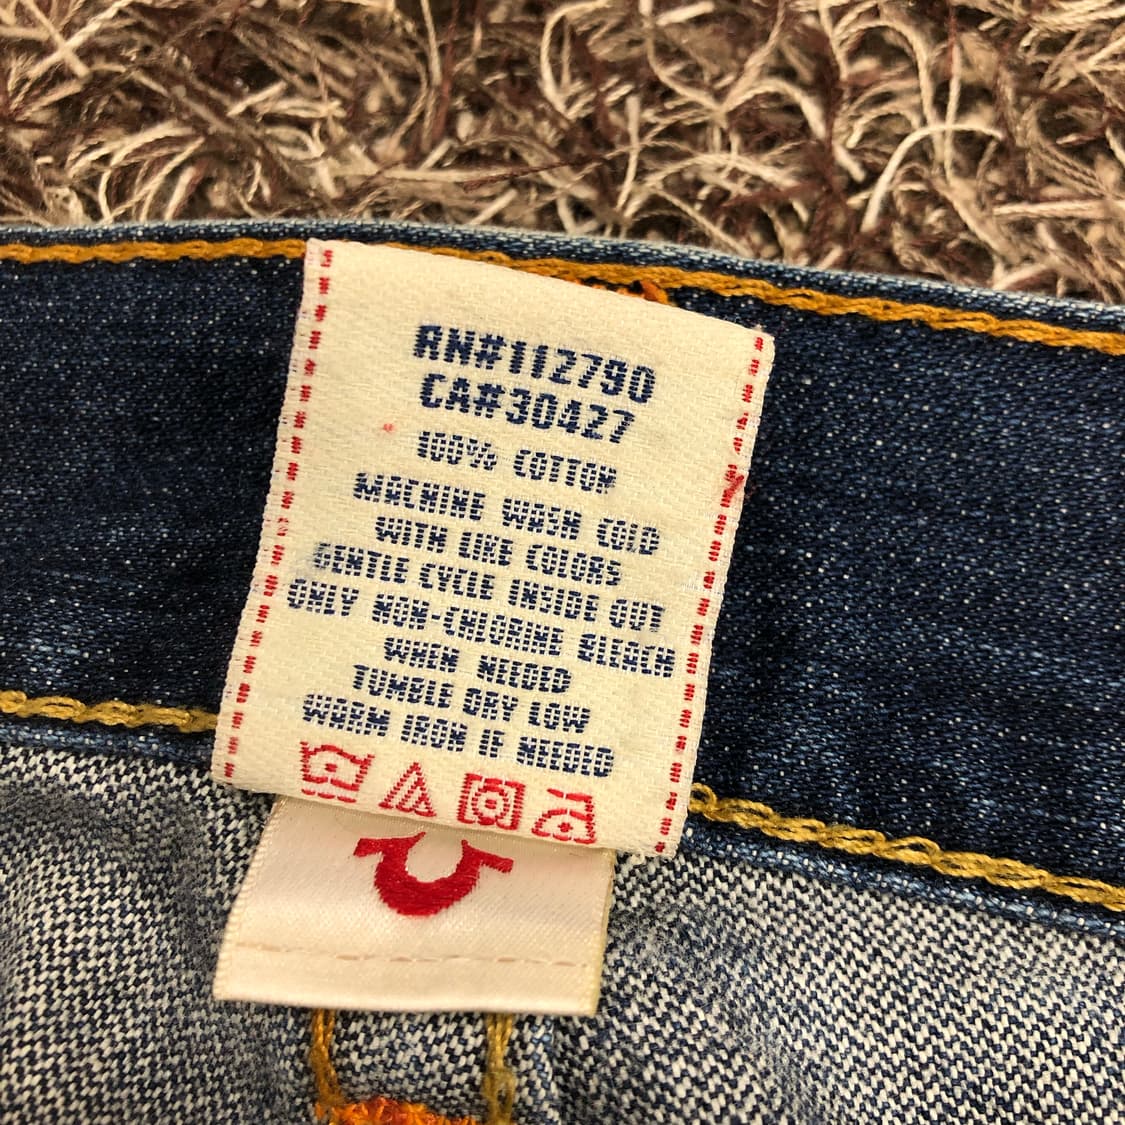 RN#112790
CA#30427
100% COTTON
MACHINE WASH COLD
WITH LIKE COLORS
GENTLE CYCLE INSIDE OUT
ONLY NON-CHLORINE BLEACH
WHEN NEEDED
TUMBLE DRY LOW
WARM IRON IF NEEDED